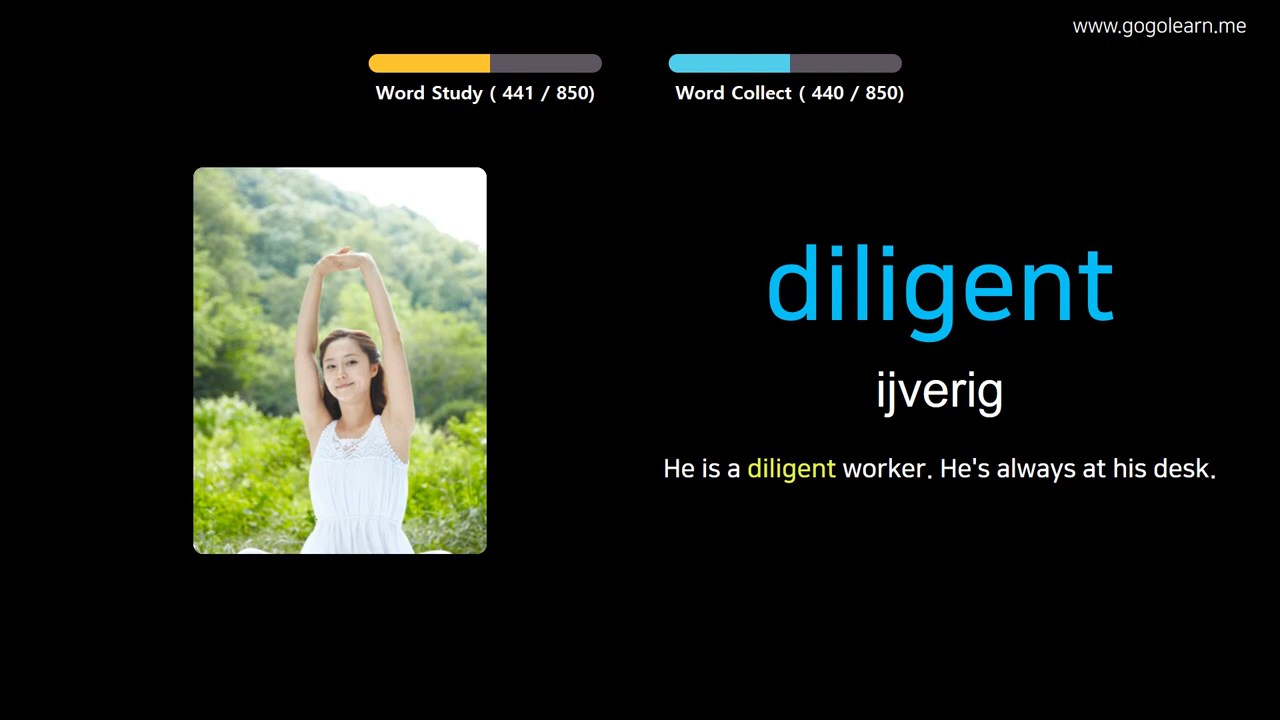 www.gogolearn.me
Word Study ( 441 / 850)
Word Collect ( 440 / 850)
diligent
ijverig
He is a diligent worker. He's always at his desk.